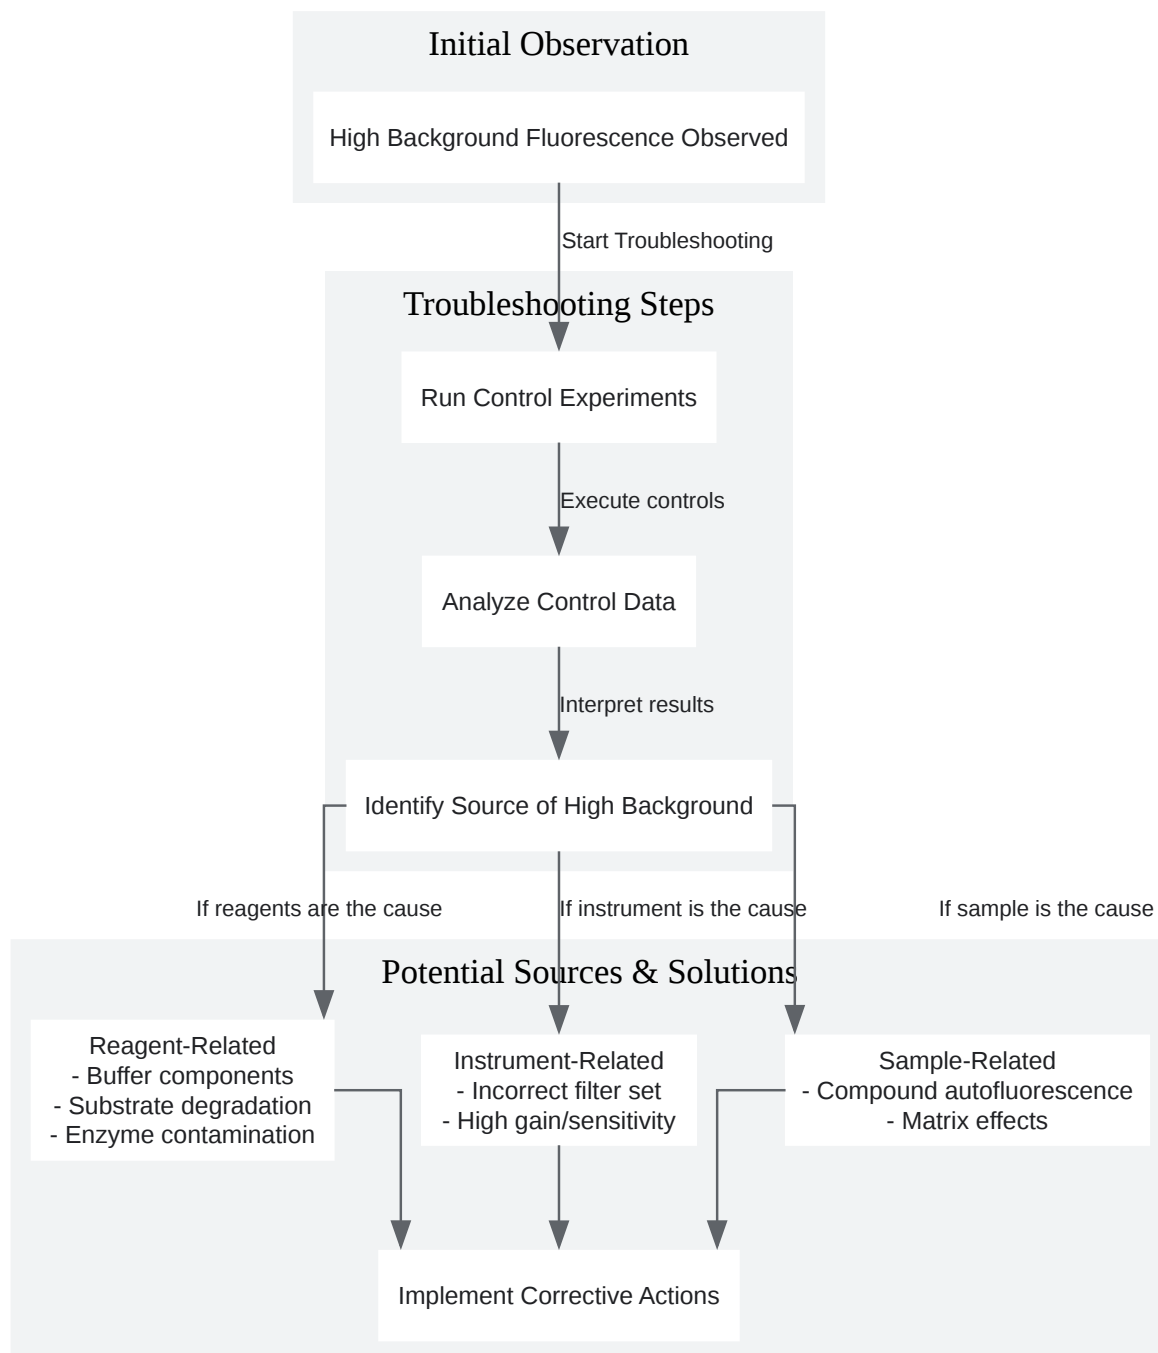 Initial Observation
High Background Fluorescence Observed
Start Troubleshooting
Troubleshooting Steps
Run Control Experiments
Execute controls
Analyze Control Data
Interpret results
Identify Source of High Background
If reagents are the cause
If instrument is the cause
If sample is the cause
Potential Sources & Solutions
Reagent-Related
- Buffer components
- Substrate degradation
- Enzyme contamination
Instrument-Related
- Incorrect filter set
- High gain/sensitivity
Sample-Related
- Compound autofluorescence
- Matrix effects
Implement Corrective Actions